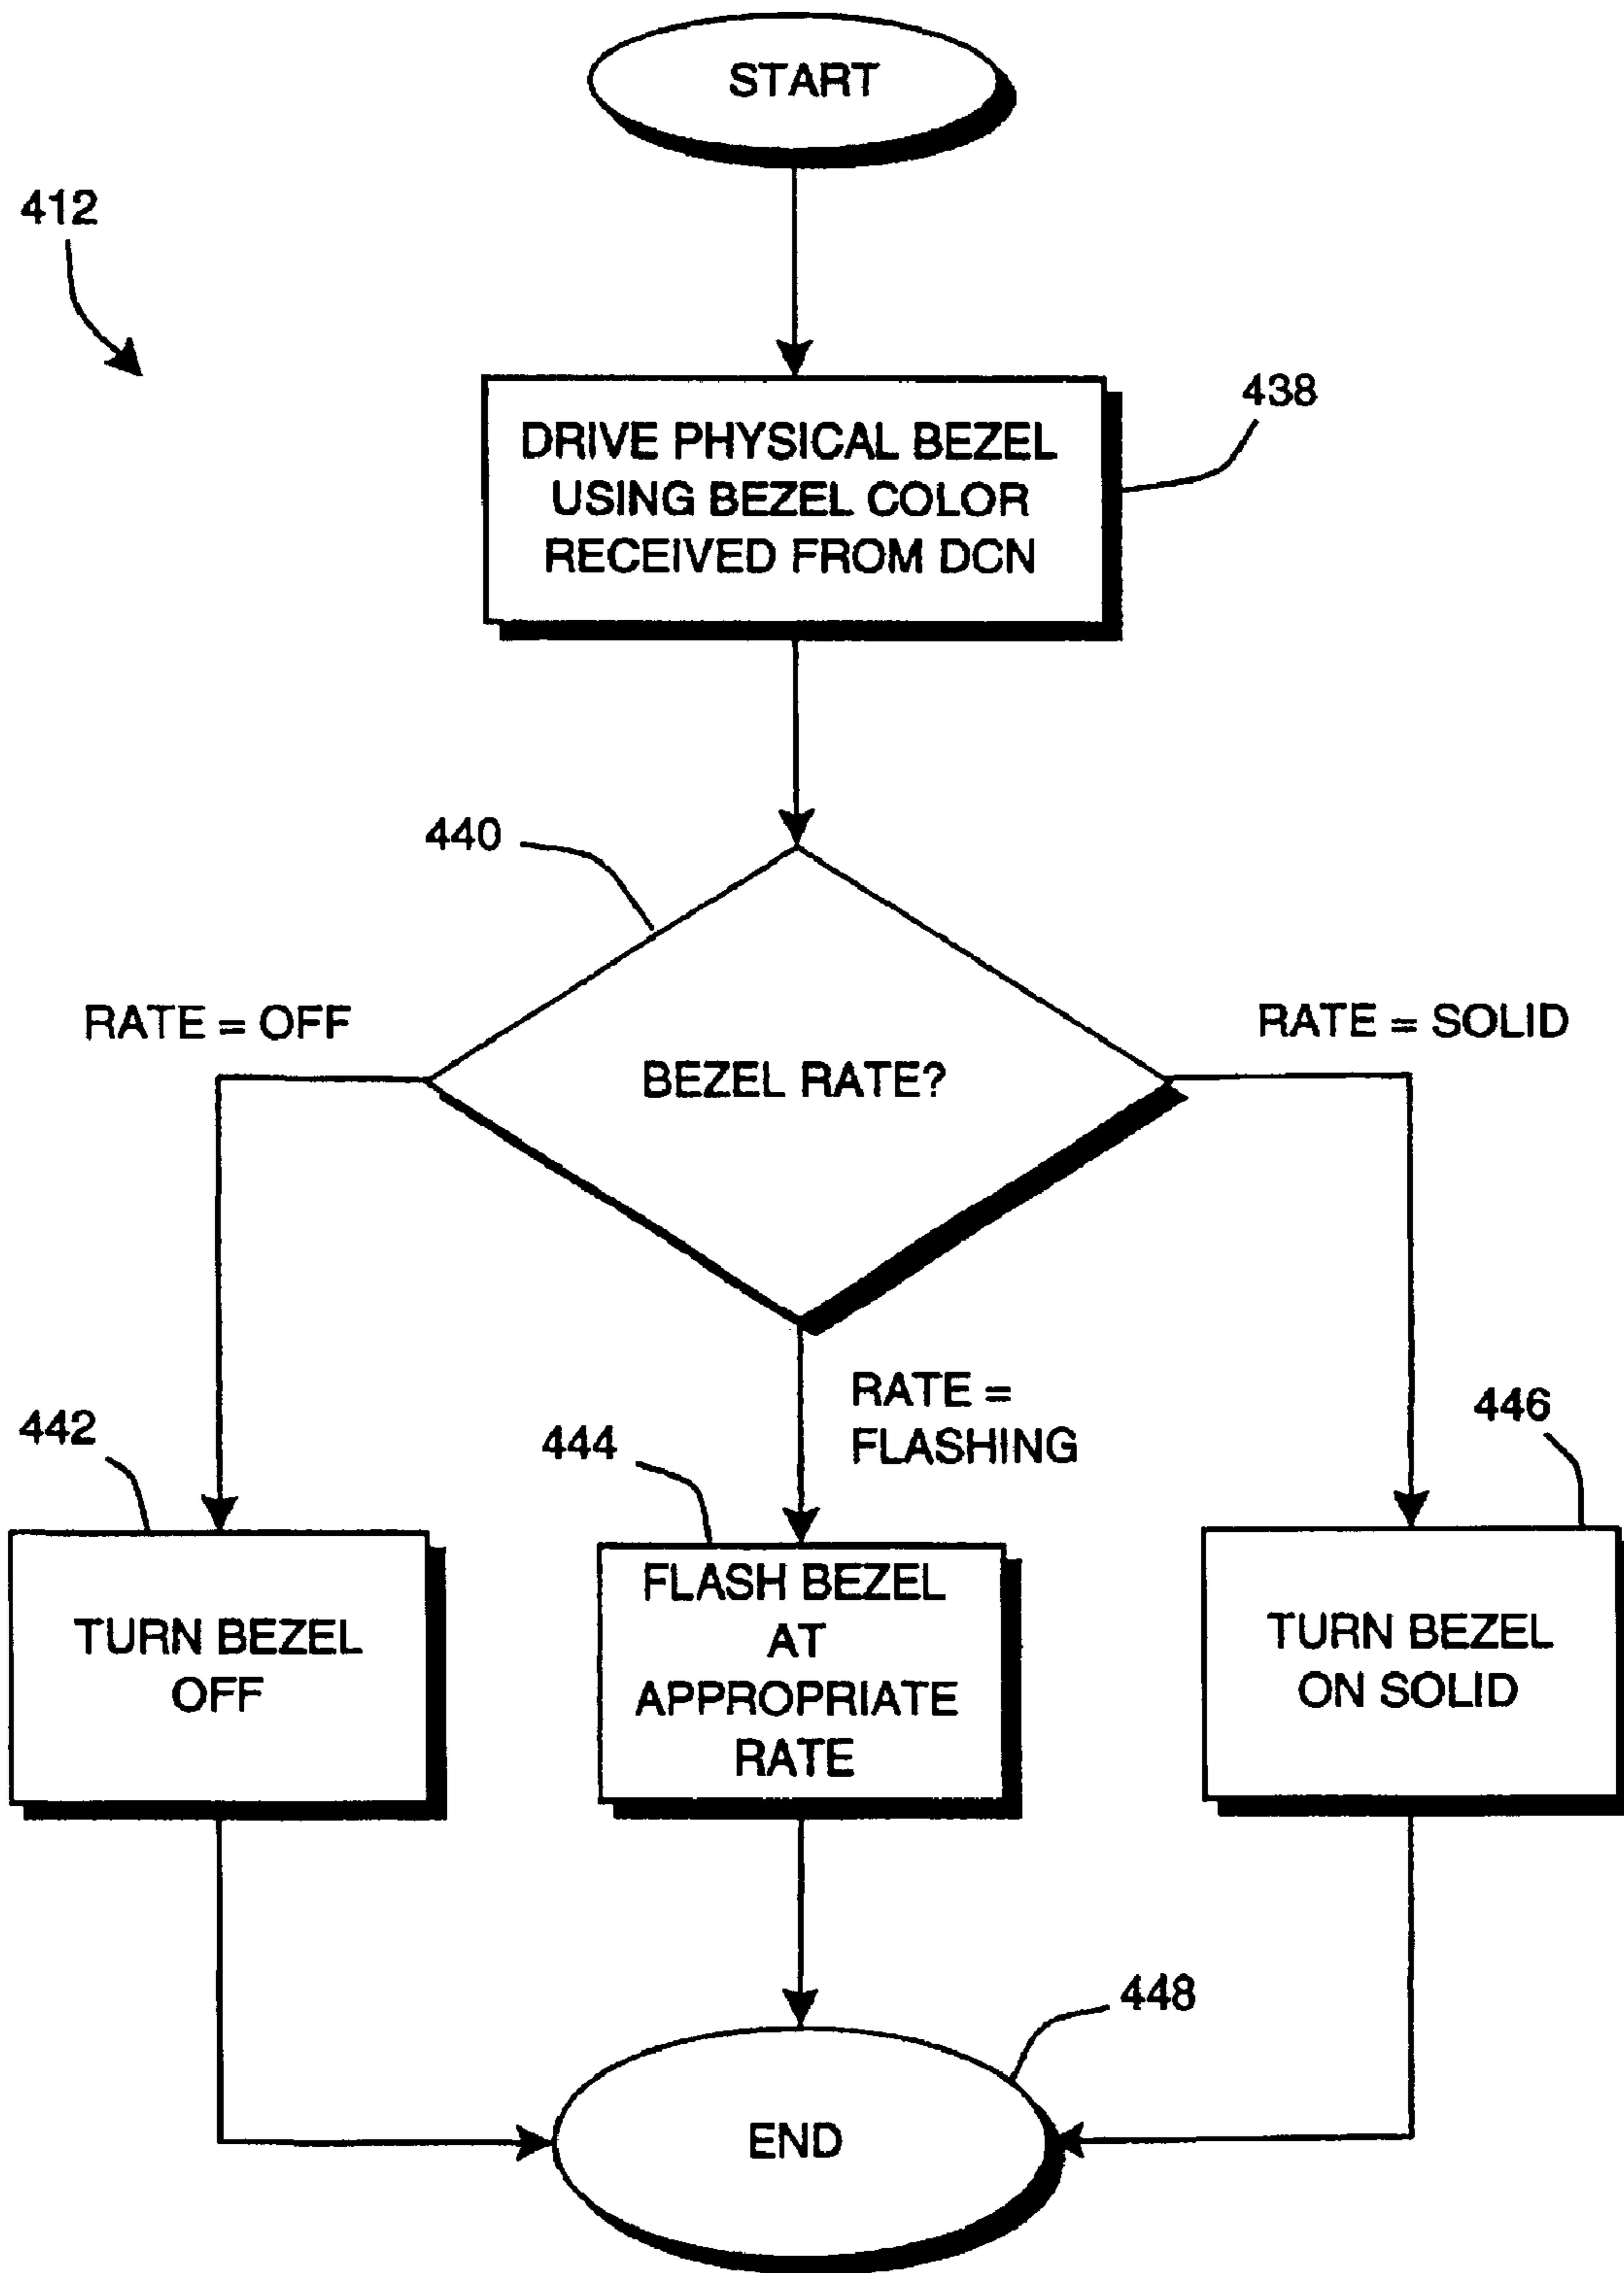 START
412
438
DRIVE PHYSICAL BEZEL
USING BEZEL COLOR
RECEIVED FROM DCN
440
RATE = OFF
BEZEL RATE?
RATE = SOLID
RATE =
FLASHING
442
444
446
TURN BEZEL
OFF
FLASH BEZEL
AT
APPROPRIATE
RATE
TURN BEZEL
ON SOLID
448
END